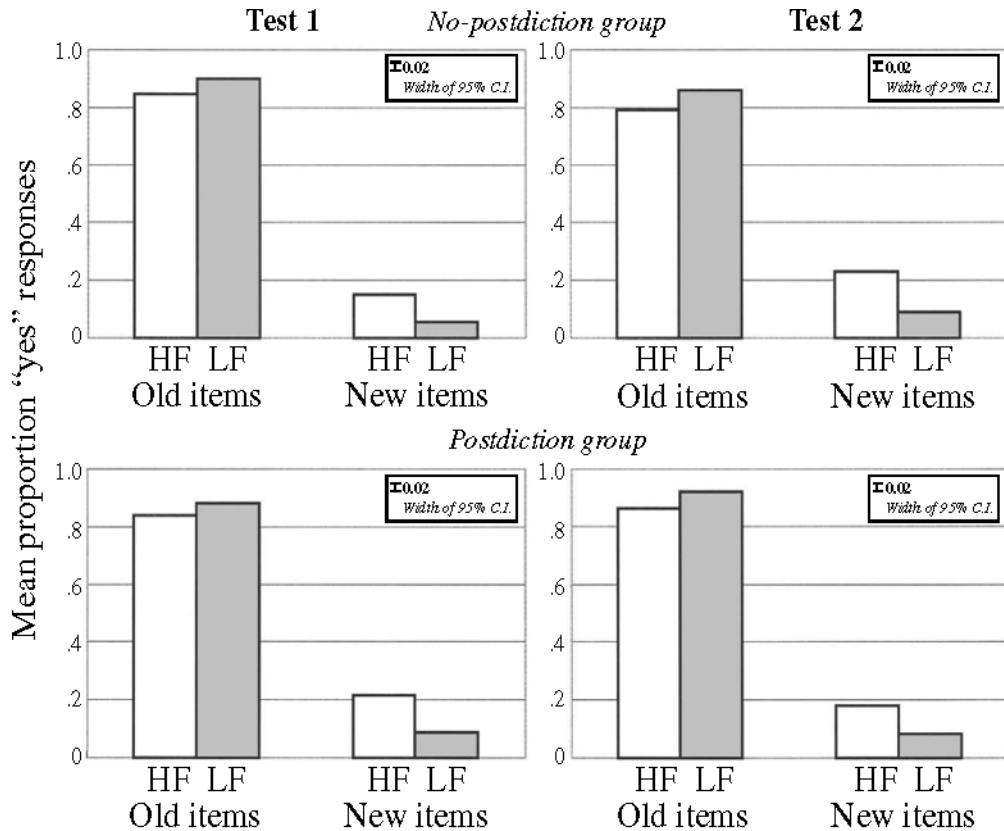 Test 1 No-postdiction group Test 2
Mean proportion “yes” responses
1.0
.8
.6
.4
.2
0
0.02
Width of 95% C.I.
HF LF HF LF
Old items New items
1.0
.8
.6
.4
.2
0
0.02
Width of 95% C.I.
HF LF HF LF
Old items New items
Postdiction group
1.0
.8
.6
.4
.2
0
0.02
Width of 95% C.I.
HF LF HF LF
Old items New items
1.0
.8
.6
.4
.2
0
0.02
Width of 95% C.I.
HF LF HF LF
Old items New items